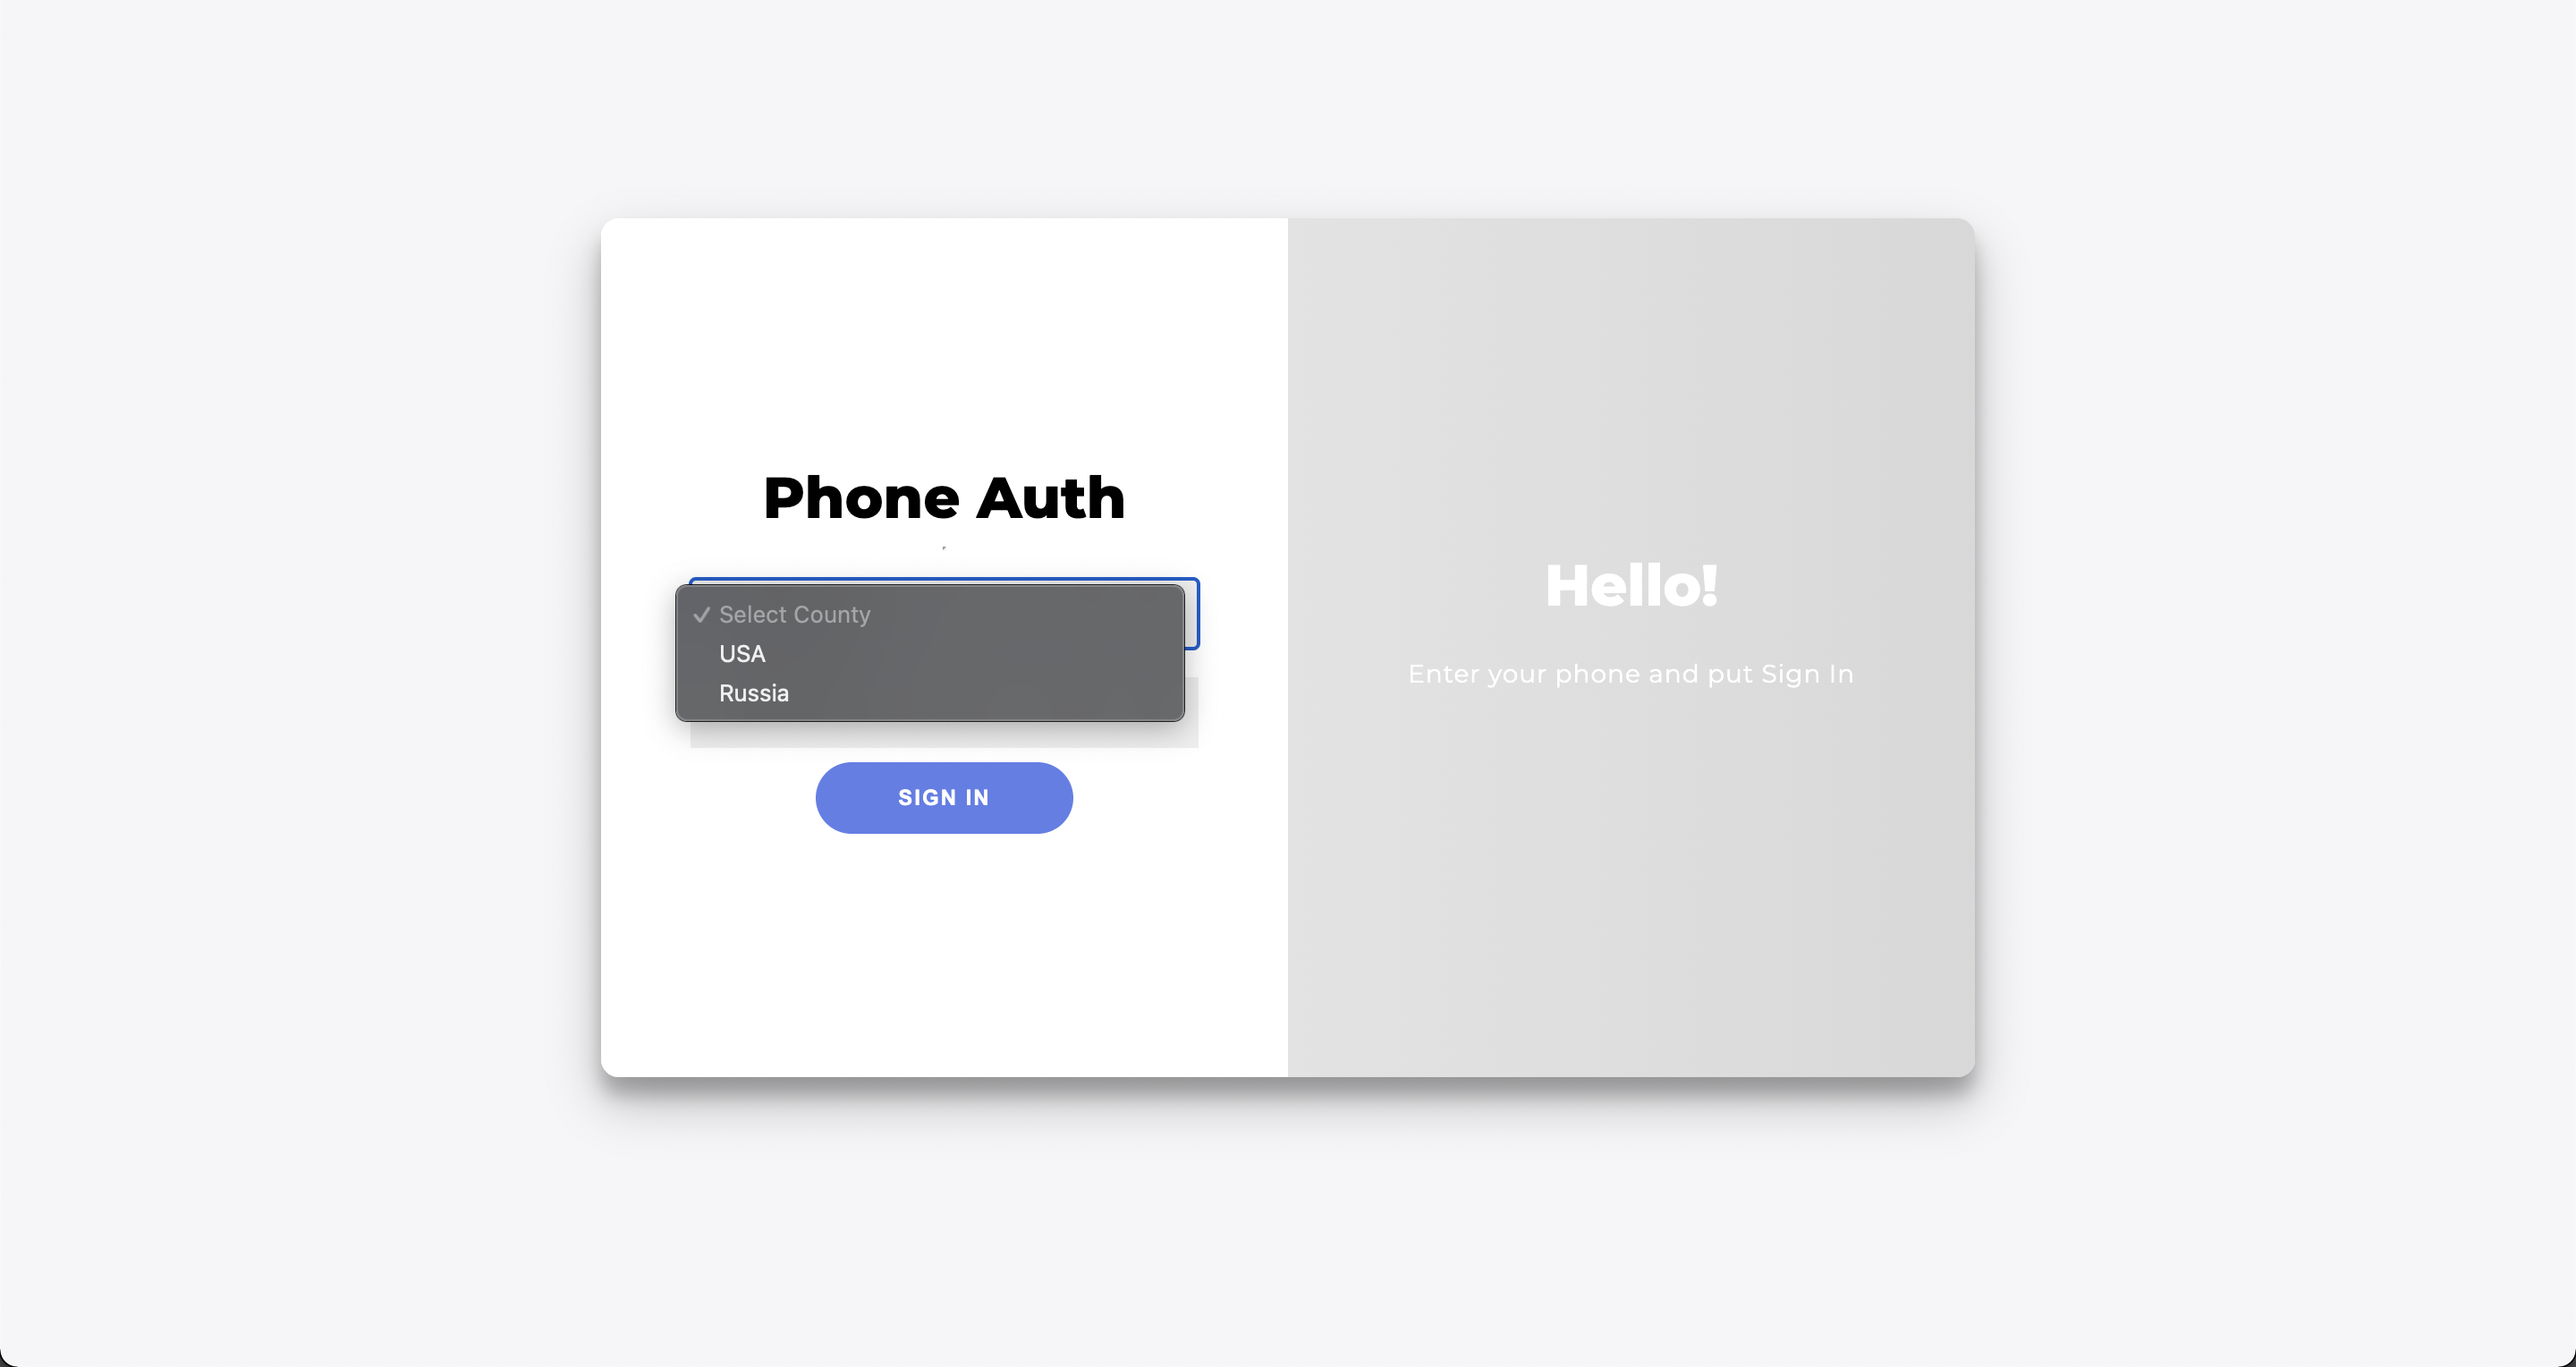 Phone Auth
Select County
USA
Russia
SIGN IN
Hello!
Enter your phone and put Sign In